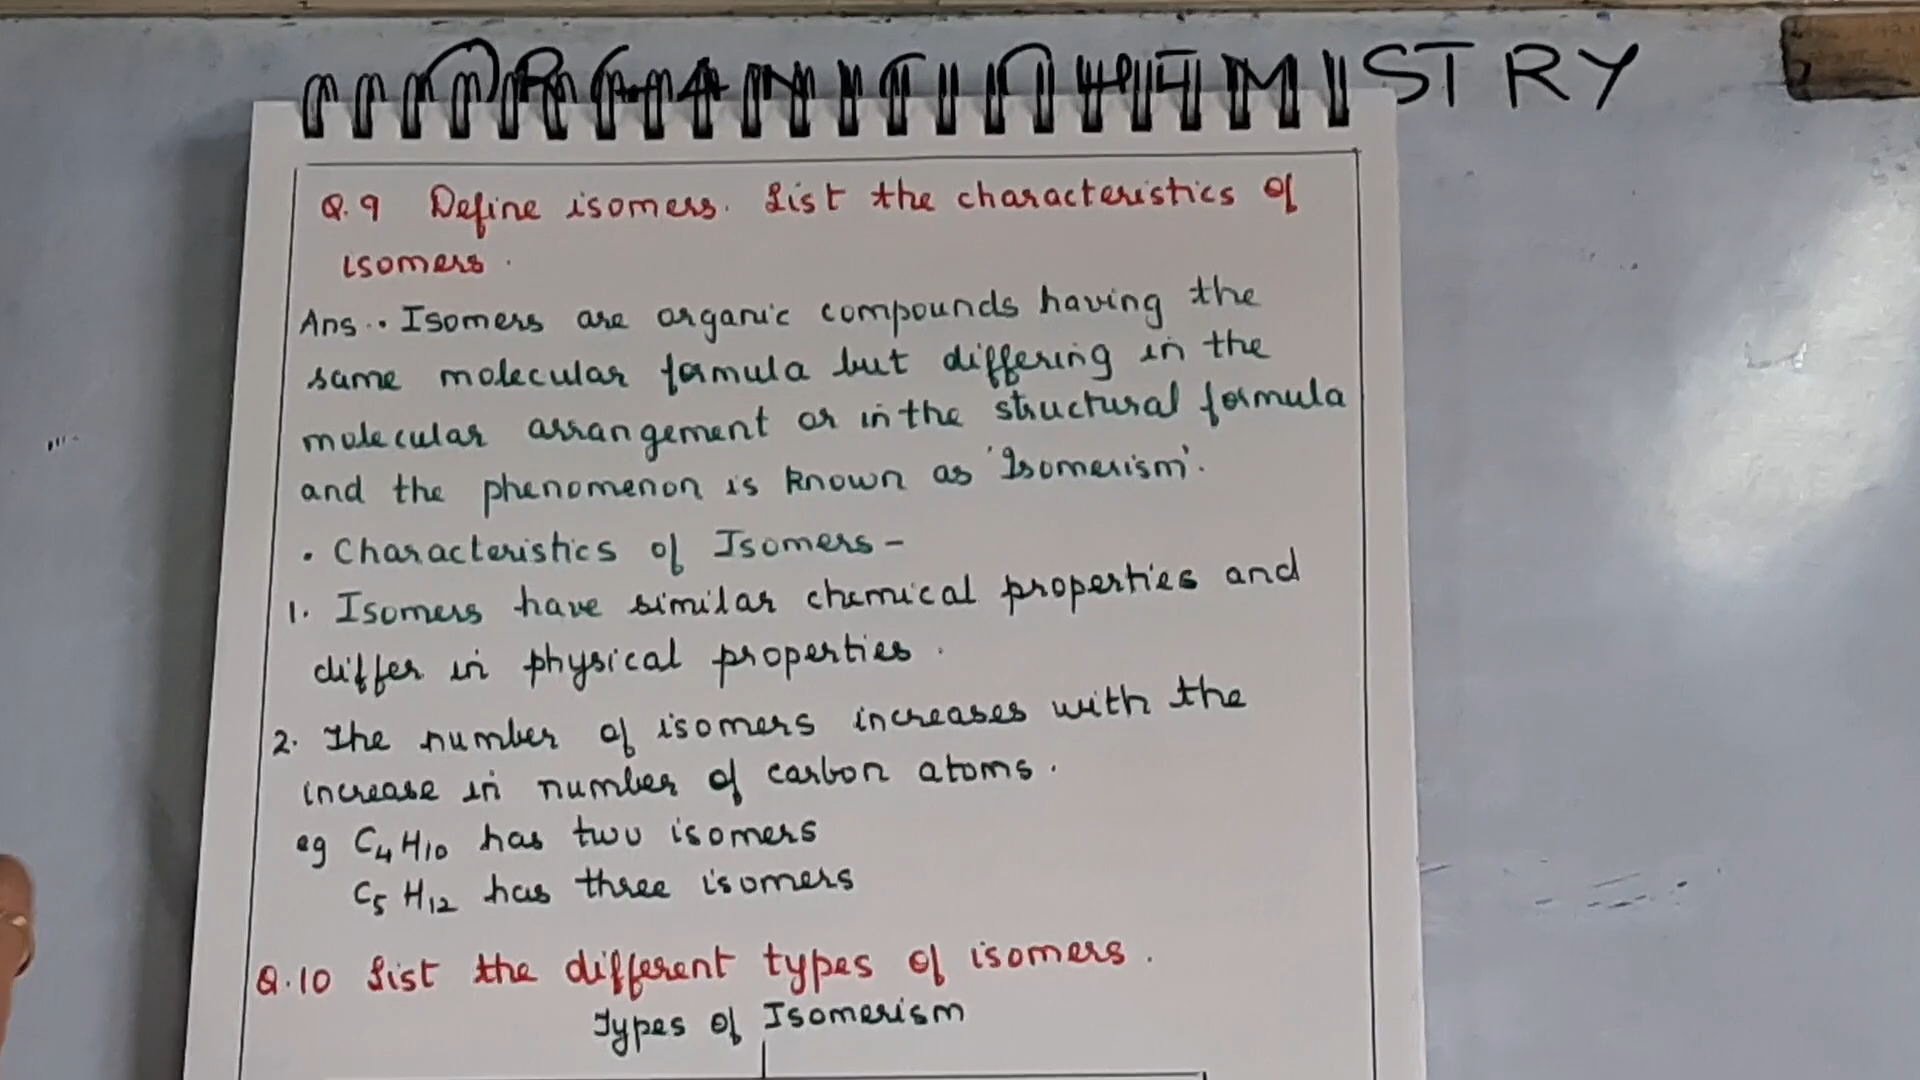 STRY
Q.9 Define isomers. List the characteristics of
isomers.
Ans.. • Isomers are organic compounds having the
same molecular formula but differing in the
molecular arrangement or in the structural formula
and the phenomenon is known as 'Isomerism'.
• Characteristics of Isomers -
1. Isomers have similar chemical properties and
differ in physical properties.
2. The number of isomers increases with the
increase in number of carbon atoms.
eg C₄H₁₀ has two isomers
C₅H₁₂ has three isomers
Q.10 List the different types of isomers.
Types of Isomerism